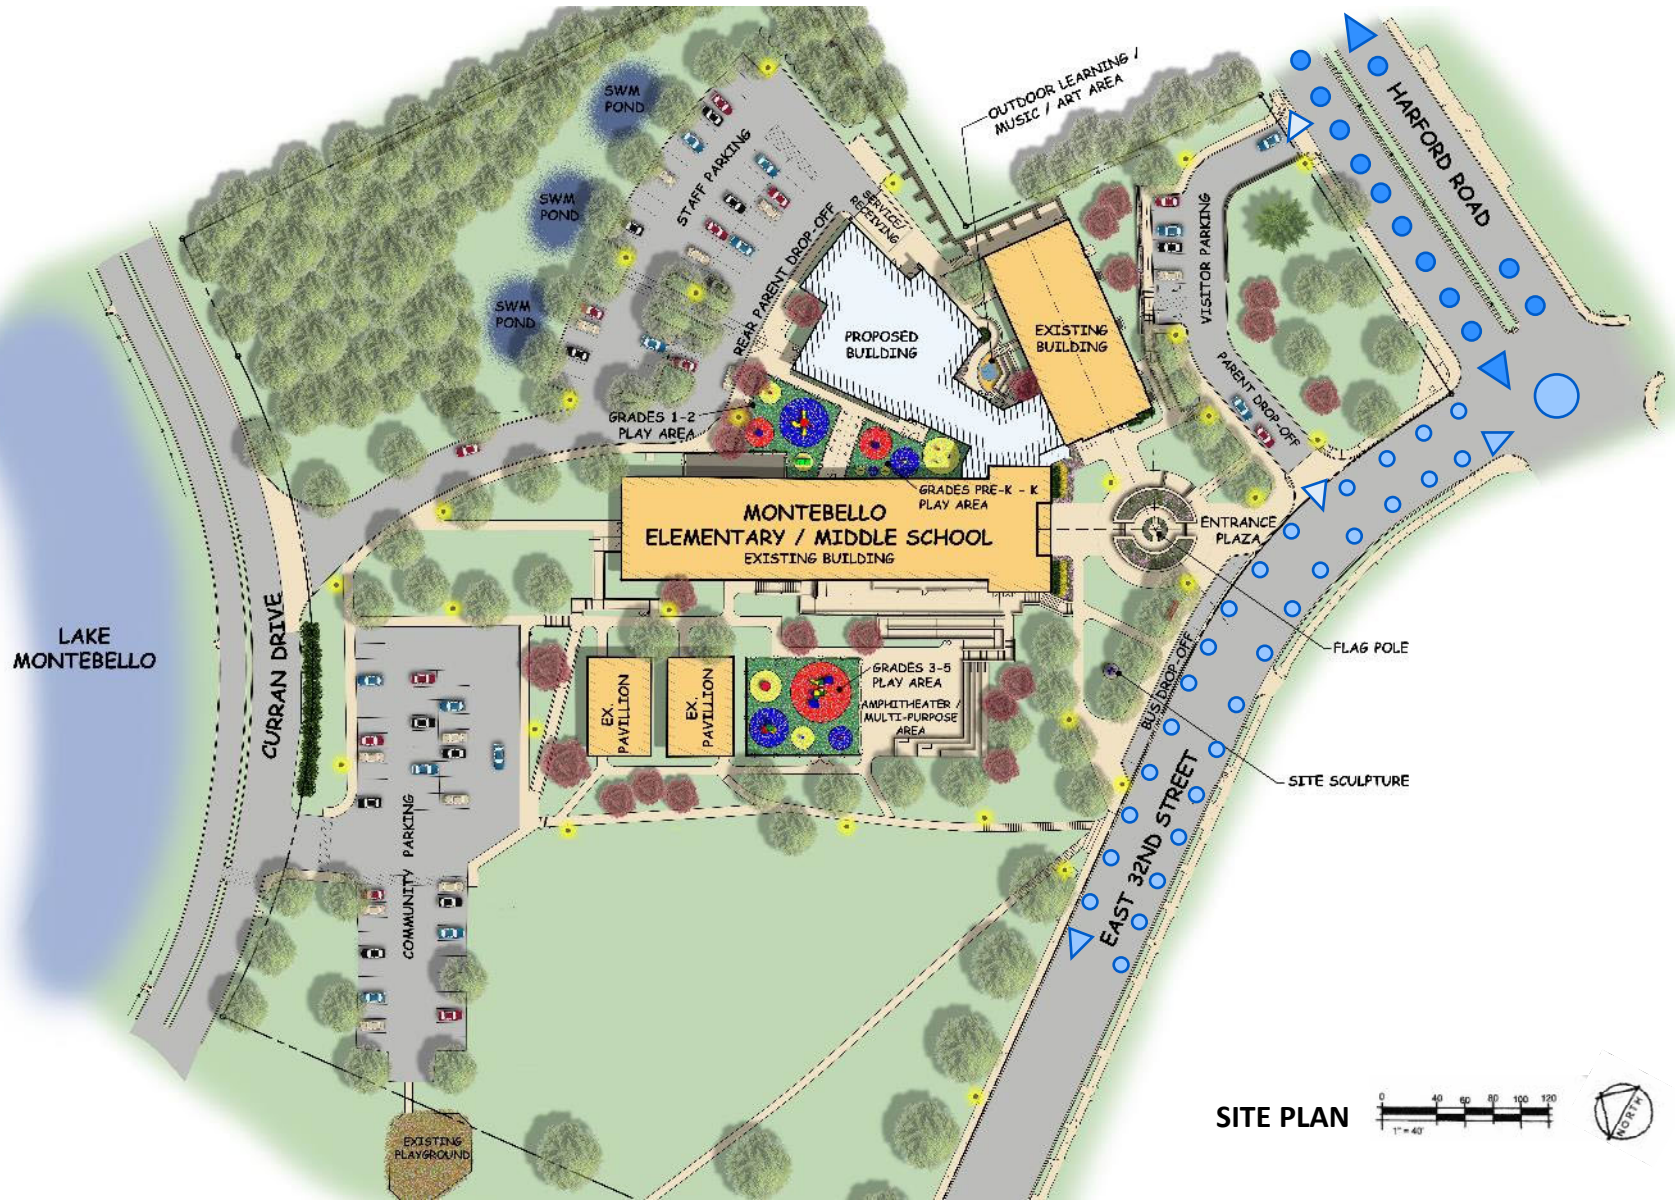 OUTDOOR LEARNING /
MUSIC / ART AREA
HARFORD ROAD
SWM
POND
STAFF PARKING
SWM
POND
SERVICE/
RECEIVING
VISITOR PARKING
REAR PARENT DROP-OFF
SWM
POND
PROPOSED
BUILDING
EXISTING
BUILDING
PARENT DROP-OFF
GRADES 1-2
PLAY AREA
GRADES PRE-K - K
PLAY AREA
MONTEBELLO
ELEMENTARY / MIDDLE SCHOOL
EXISTING BUILDING
ENTRANCE
PLAZA
LAKE
MONTEBELLO
CURRAN DRIVE
FLAG POLE
EX.
PAVILLION
EX.
PAVILLION
GRADES 3-5
PLAY AREA
AMPHITHEATER /
MULTI-PURPOSE
AREA
BUS DROP-OFF
SITE SCULPTURE
EAST 32ND STREET
COMMUNITY PARKING
EXISTING
PLAYGROUND
SITE PLAN
0 40 60 80 100 120
1" = 40'
NORTH